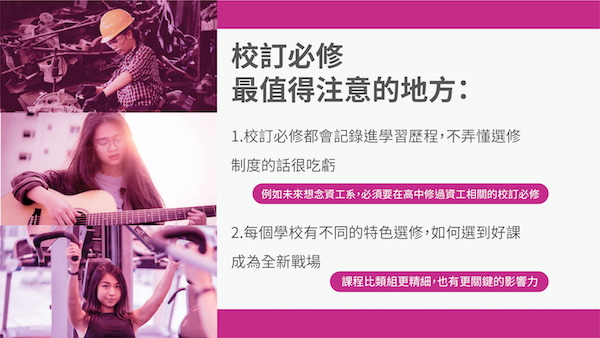 校訂必修
最值得注意的地方：
1.校訂必修都會記錄進學習歷程，不弄懂選修
制度的話很吃虧
例如未來想念資工系，必須要在高中修過資工相關的校訂必修
2.每個學校有不同的特色選修，如何選到好課
成為全新戰場
課程比類組更精細，也有更關鍵的影響力